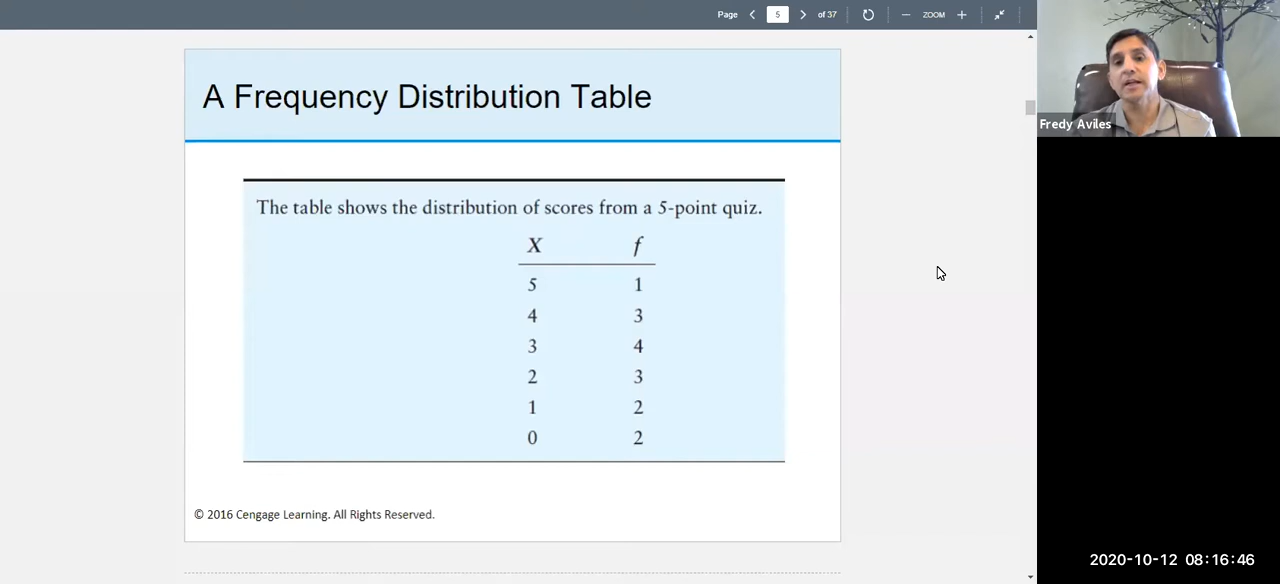 Page 5 of 37 ZOOM
Fredy Aviles
A Frequency Distribution Table
The table shows the distribution of scores from a 5-point quiz.
X f
5 1
4 3
3 4
2 3
1 2
0 2
© 2016 Cengage Learning. All Rights Reserved.
2020-10-12 08:16:46